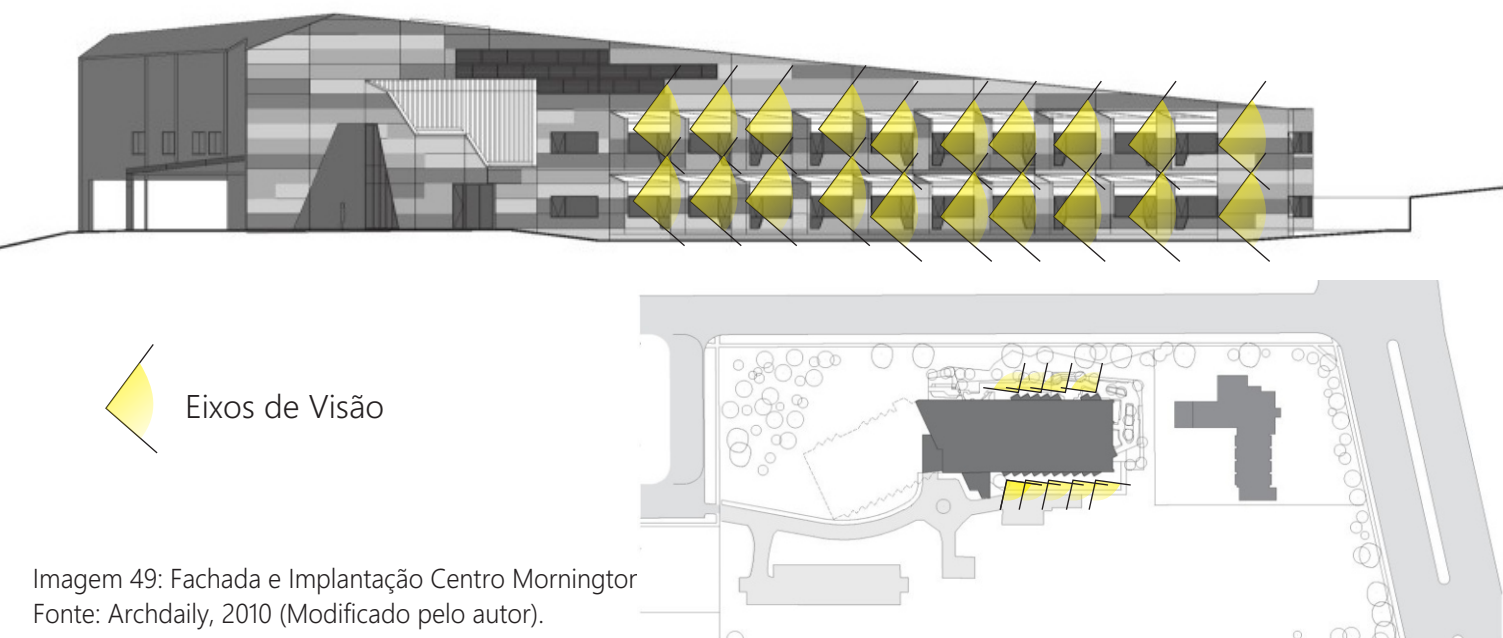 Eixos de Visão
Imagem 49: Fachada e Implantação Centro Morningtor
Fonte: Archdaily, 2010 (Modificado pelo autor).